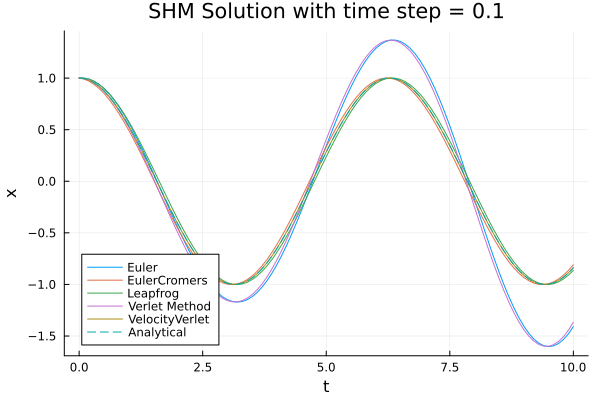 SHM Solution with time step = 0.1
x
1.0
0.5
0.0
−0.5
−1.0
−1.5
Euler
EulerCromers
Leapfrog
Verlet Method
VelocityVerlet
Analytical
0.0 2.5 5.0 7.5 10.0
t